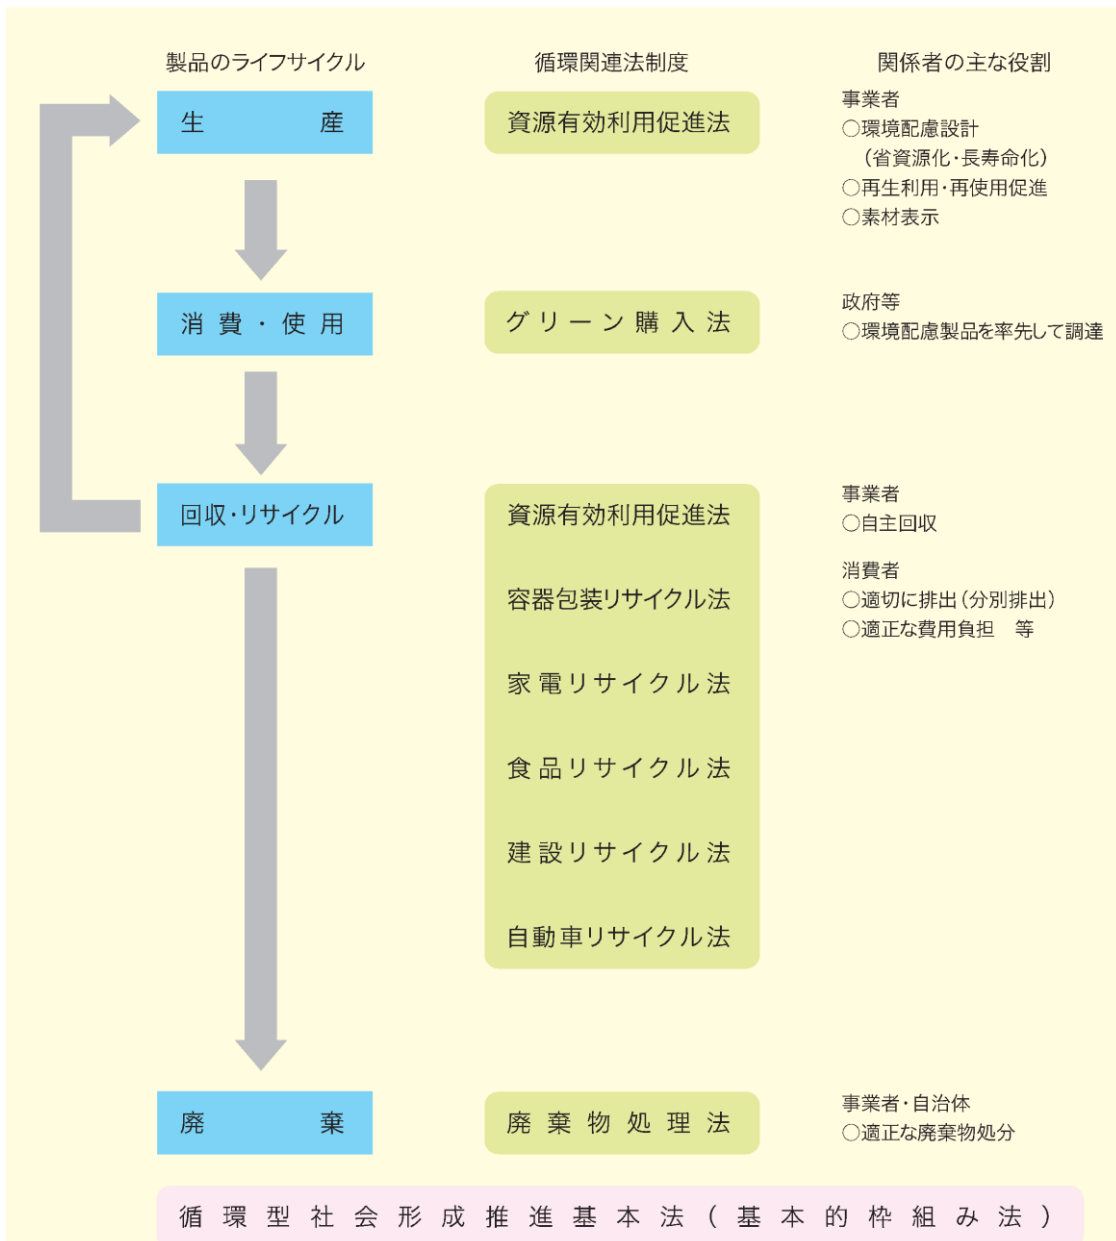 製品のライフサイクル
循環関連法制度
関係者の主な役割
生産
資源有効利用促進法
事業者
○環境配慮設計
（省資源化・長寿命化）
○再生利用・再使用促進
○素材表示
消費・使用
グリーン購入法
政府等
○環境配慮製品を率先して調達
回収・リサイクル
資源有効利用促進法
容器包装リサイクル法
家電リサイクル法
食品リサイクル法
建設リサイクル法
自動車リサイクル法
事業者
○自主回収
消費者
○適切に排出（分別排出）
○適正な費用負担　等
廃棄
廃棄物処理法
事業者・自治体
○適正な廃棄物処分
循環型社会形成推進基本法（基本的枠組み法）